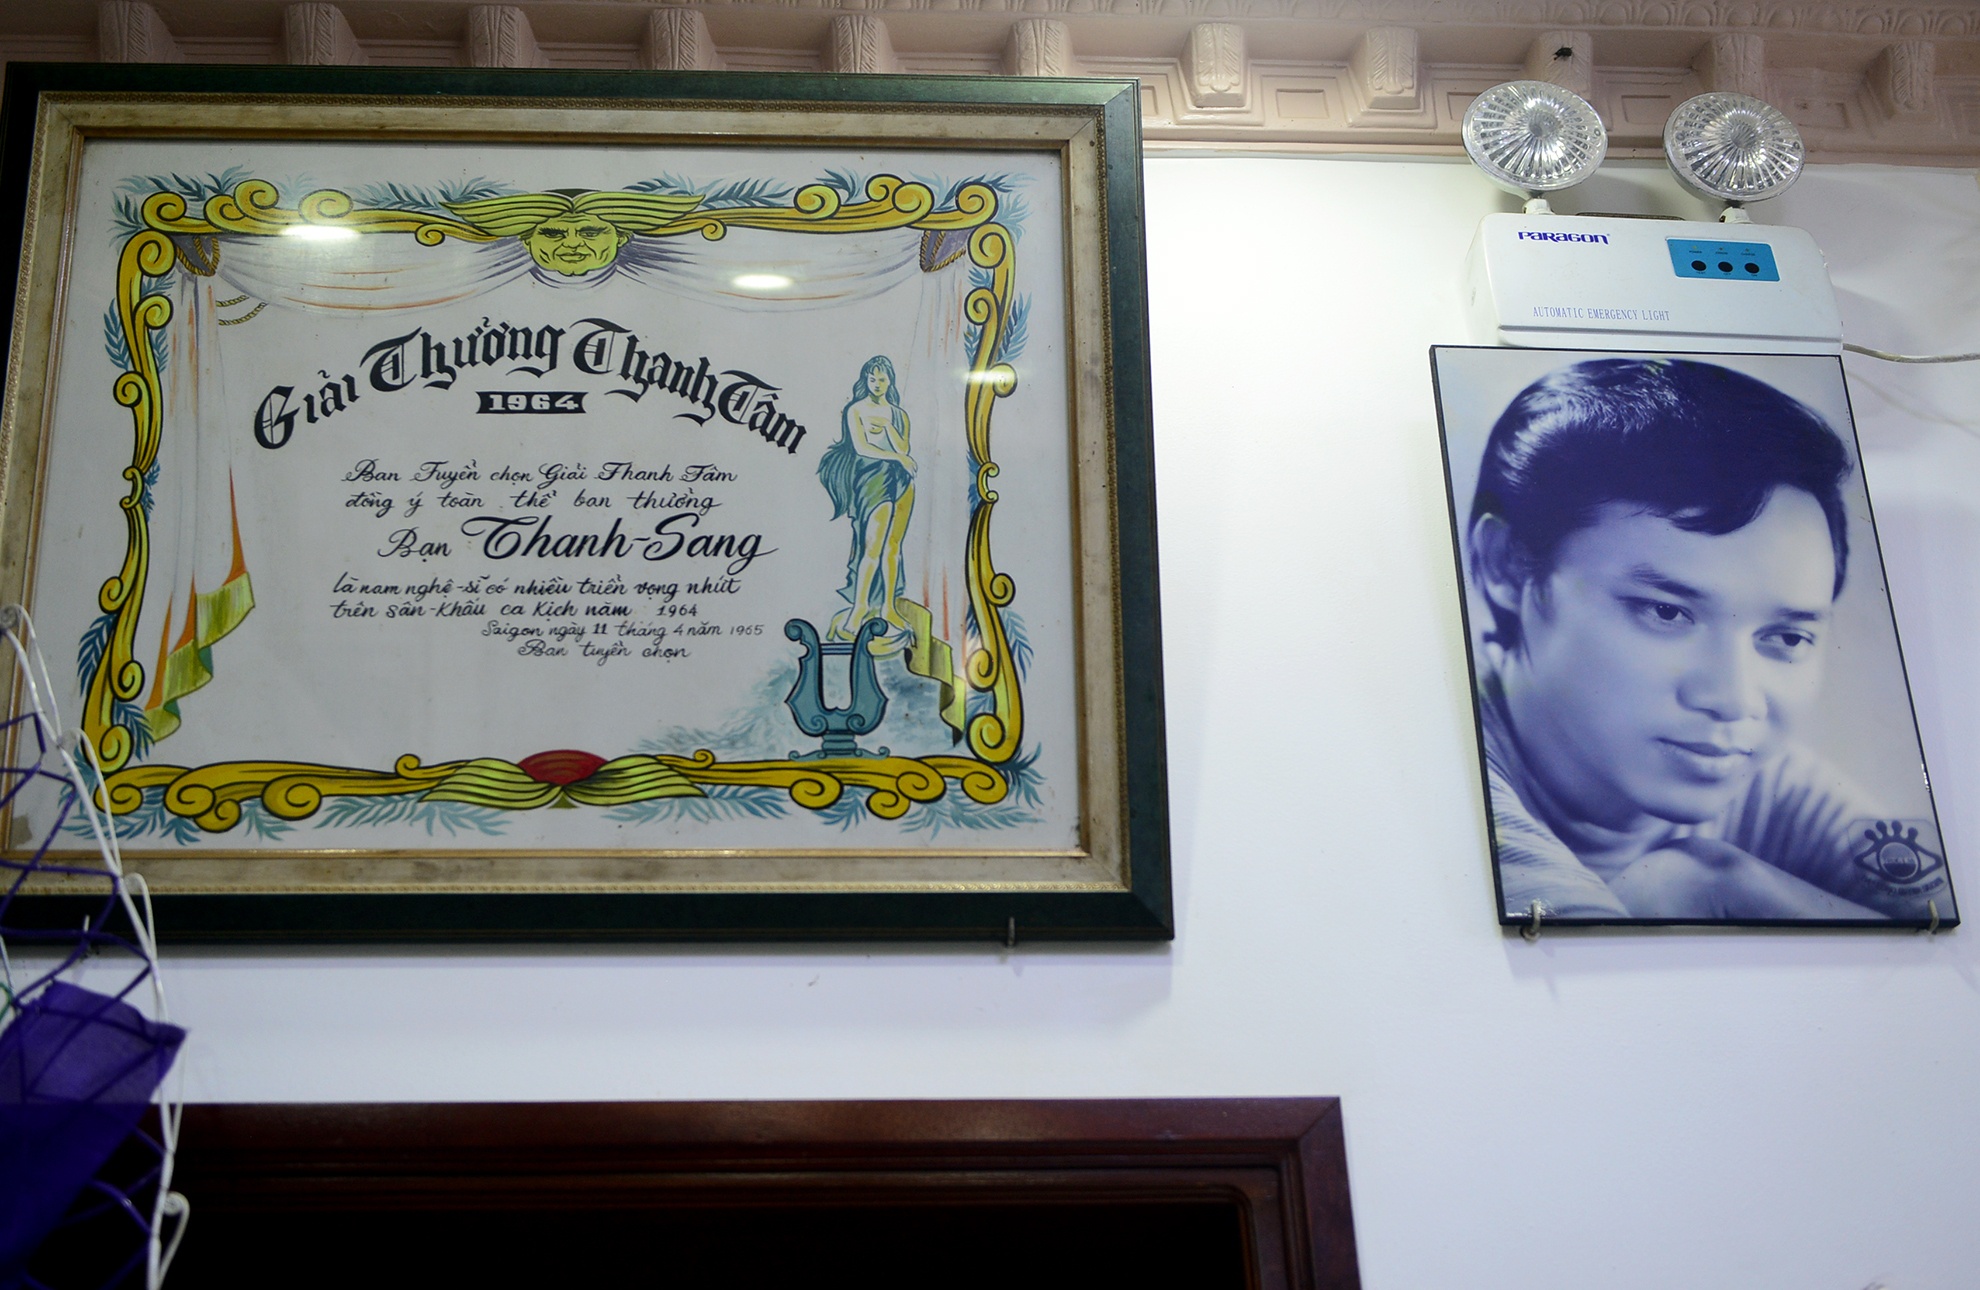 Giải Thưởng Thanh Tâm
1964
Ban Tuyển chọn Giải Thanh Tâm
đồng ý toàn thể ban thưởng
Bạn Thanh-Sang
là nam nghệ-sĩ có nhiều triển vọng nhứt
trên sân-khấu ca kịch năm 1964
Saigon ngày 11 tháng 4 năm 1965
Ban tuyển chọn
PARAGON
AUTOMATIC EMERGENCY LIGHT